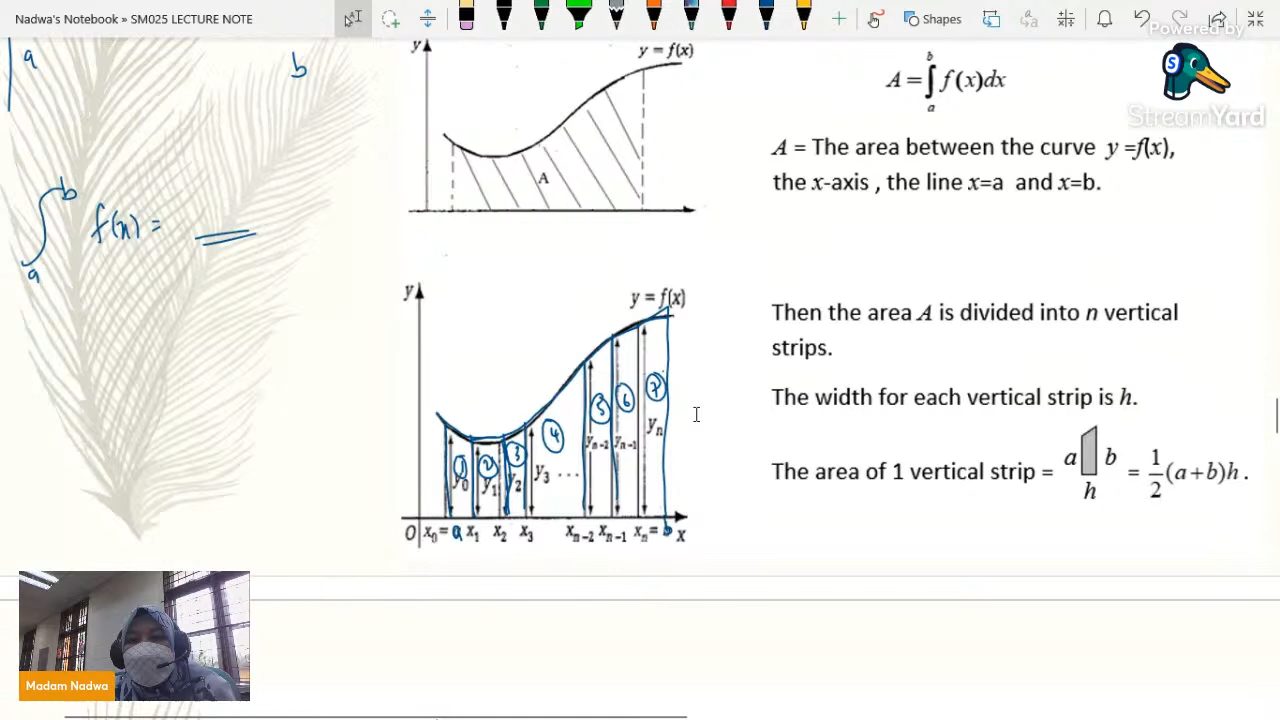 Nadwa's Notebook » SM025 LECTURE NOTE
Shapes
Powered by
StreamYard
a
b
∫ₐᵇ f(x) =
y
y = f(x)
A
A = ∫ₐᵇ f(x)dx
A = The area between the curve y =f(x),
the x-axis , the line x=a and x=b.
y
y = f(x)
① ② ③ ④ ⑤ ⑥ ⑦
y₀ y₁ y₂ y₃ ... yₙ₋₂ yₙ₋₁ yₙ
O x₀= a x₁ x₂ x₃ xₙ₋₂ xₙ₋₁ xₙ= b x
Then the area A is divided into n vertical
strips.
The width for each vertical strip is h.
The area of 1 vertical strip = a b h = 1/2 (a+b)h .
Madam Nadwa